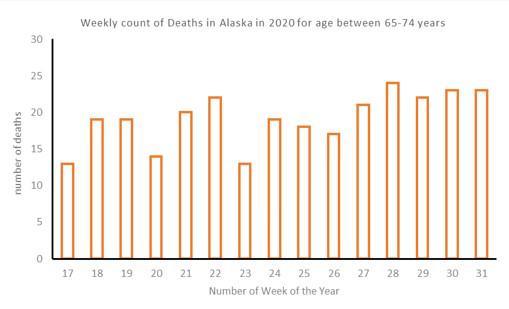 Weekly count of Deaths in Alaska in 2020 for age between 65-74 years
30
25
20
15
10
5
0
number of deaths
17 18 19 20 21 22 23 24 25 26 27 28 29 30 31
Number of Week of the Year